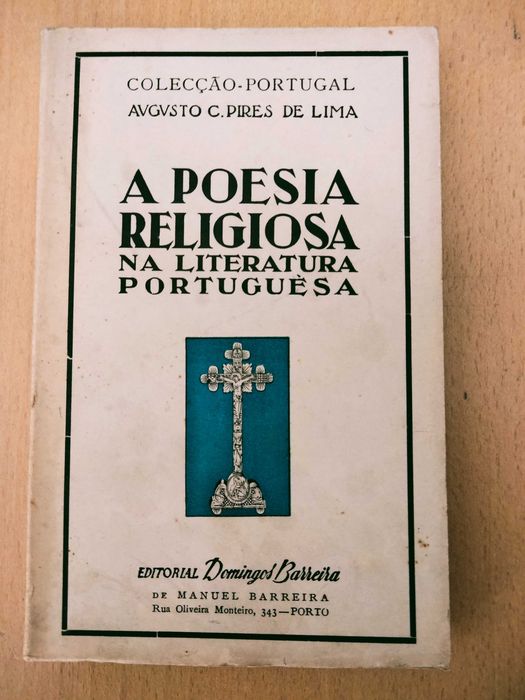 COLECÇÃO-PORTUGAL
AVGVSTO C. PIRES DE LIMA
A POESIA
RELIGIOSA
NA LITERATURA
PORTUGUÊSA
EDITORIAL Domingos Barreira
DE MANUEL BARREIRA
Rua Oliveira Monteiro, 343—PORTO